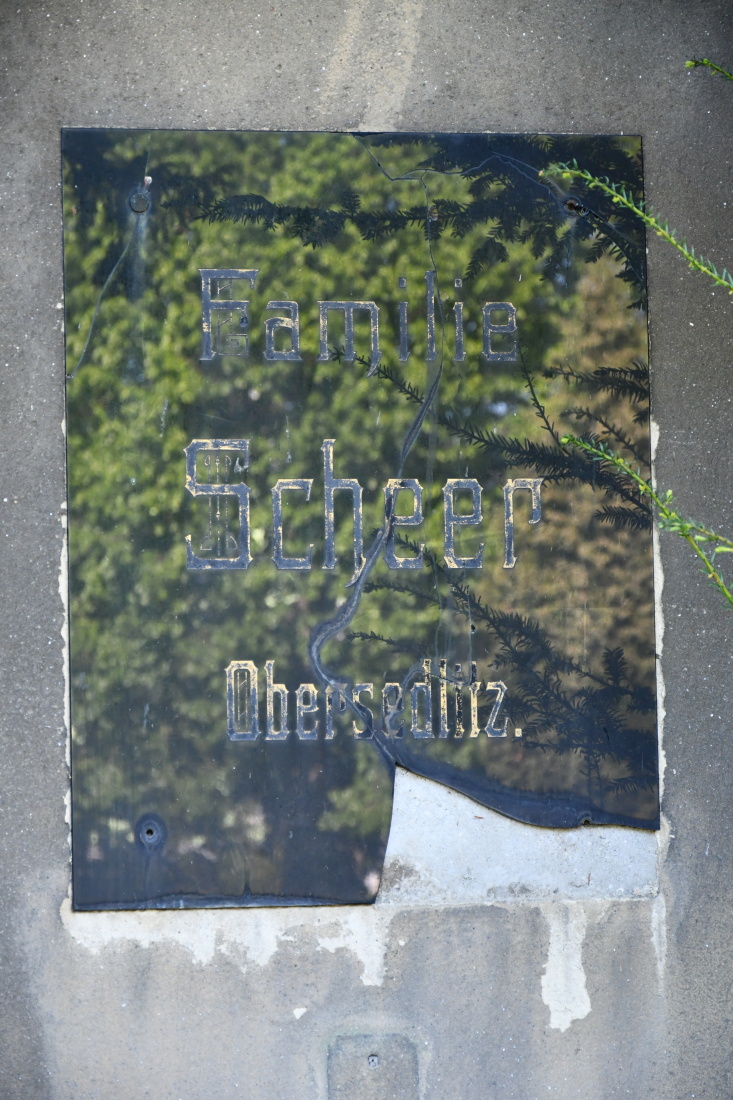 Familie
Scheer
Obersedlitz.